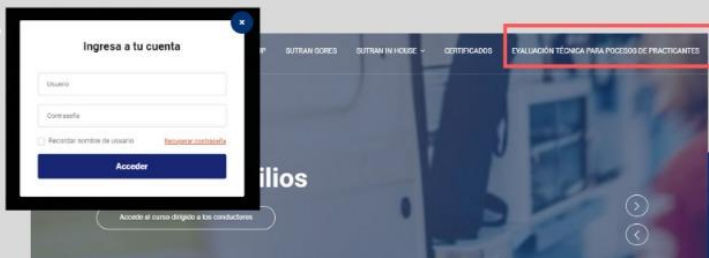 Ingresa a tu cuenta
Usuario
Contraseña
Recordar nombre de usuario Recuperar contraseña
Acceder
SUTRAN GORES SUTRAN IN HOUSE CERTIFICADOS EVALUACIÓN TÉCNICA PARA POCESOS DE PRACTICANTES
ilios
Accede al curso dirigido a los conductores